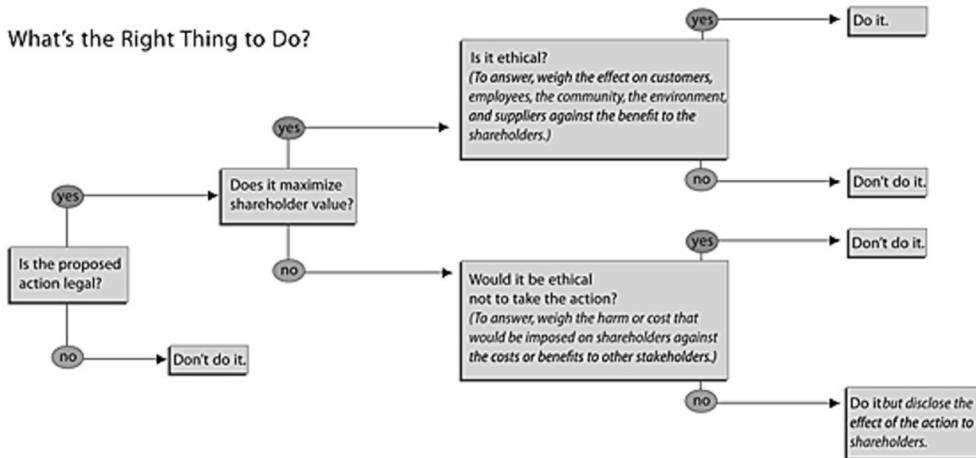 What's the Right Thing to Do?
Is the proposed
action legal?
yes
no
Don't do it.
Does it maximize
shareholder value?
yes
no
Is it ethical?
(To answer, weigh the effect on customers,
employees, the community, the environment,
and suppliers against the benefit to the
shareholders.)
yes
Do it.
no
Don't do it.
Would it be ethical
not to take the action?
(To answer, weigh the harm or cost that
would be imposed on shareholders against
the costs or benefits to other stakeholders.)
yes
Don't do it.
no
Do it but disclose the
effect of the action to
shareholders.